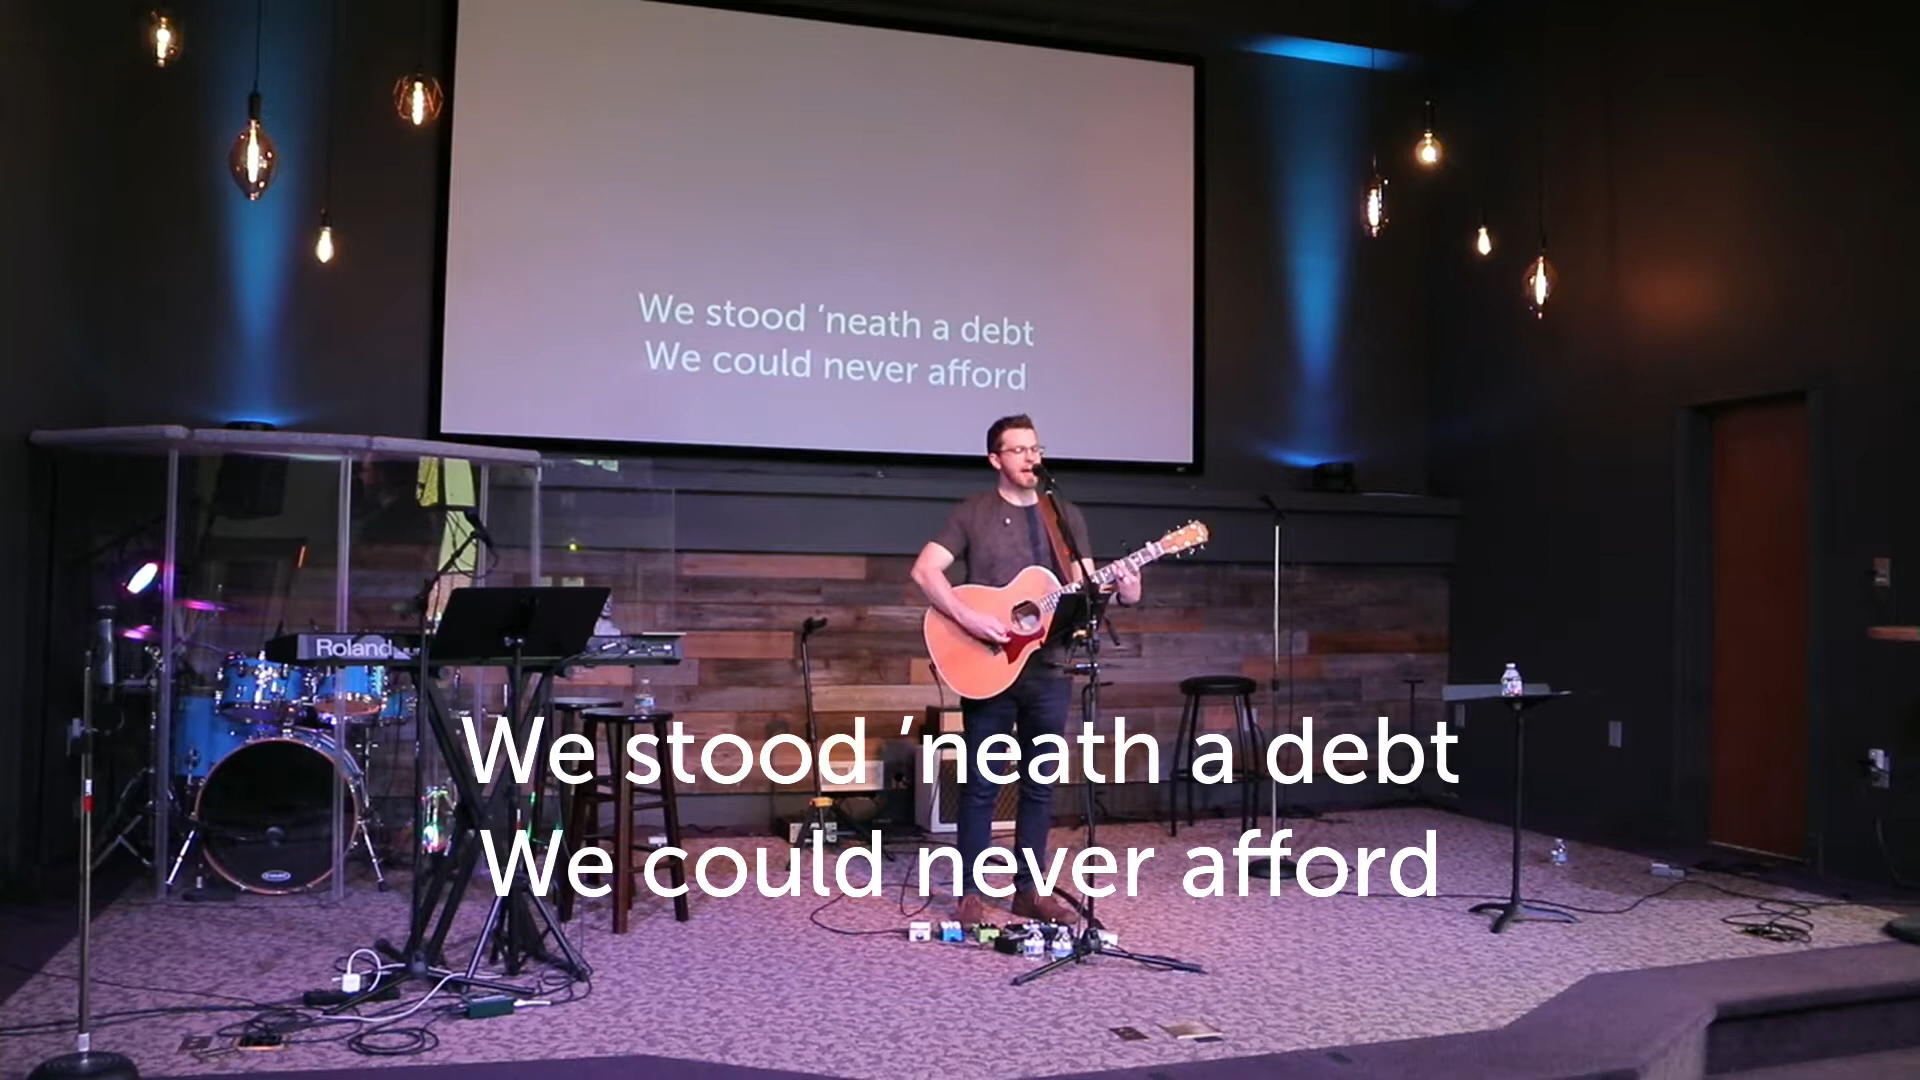 We stood ’neath a debt
We could never afford
Roland
We stood ’neath a debt
We could never afford